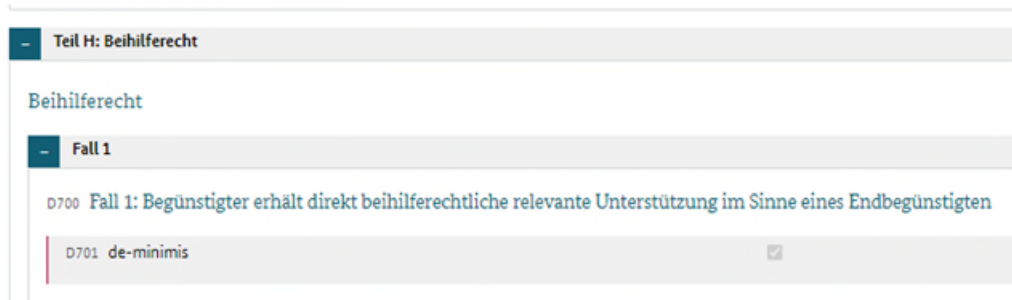 Teil H: Beihilferecht
Beihilferecht
Fall 1
D700 Fall 1: Begünstigter erhält direkt beihilferechtliche relevante Unterstützung im Sinne eines Endbegünstigten
D701 de-minimis